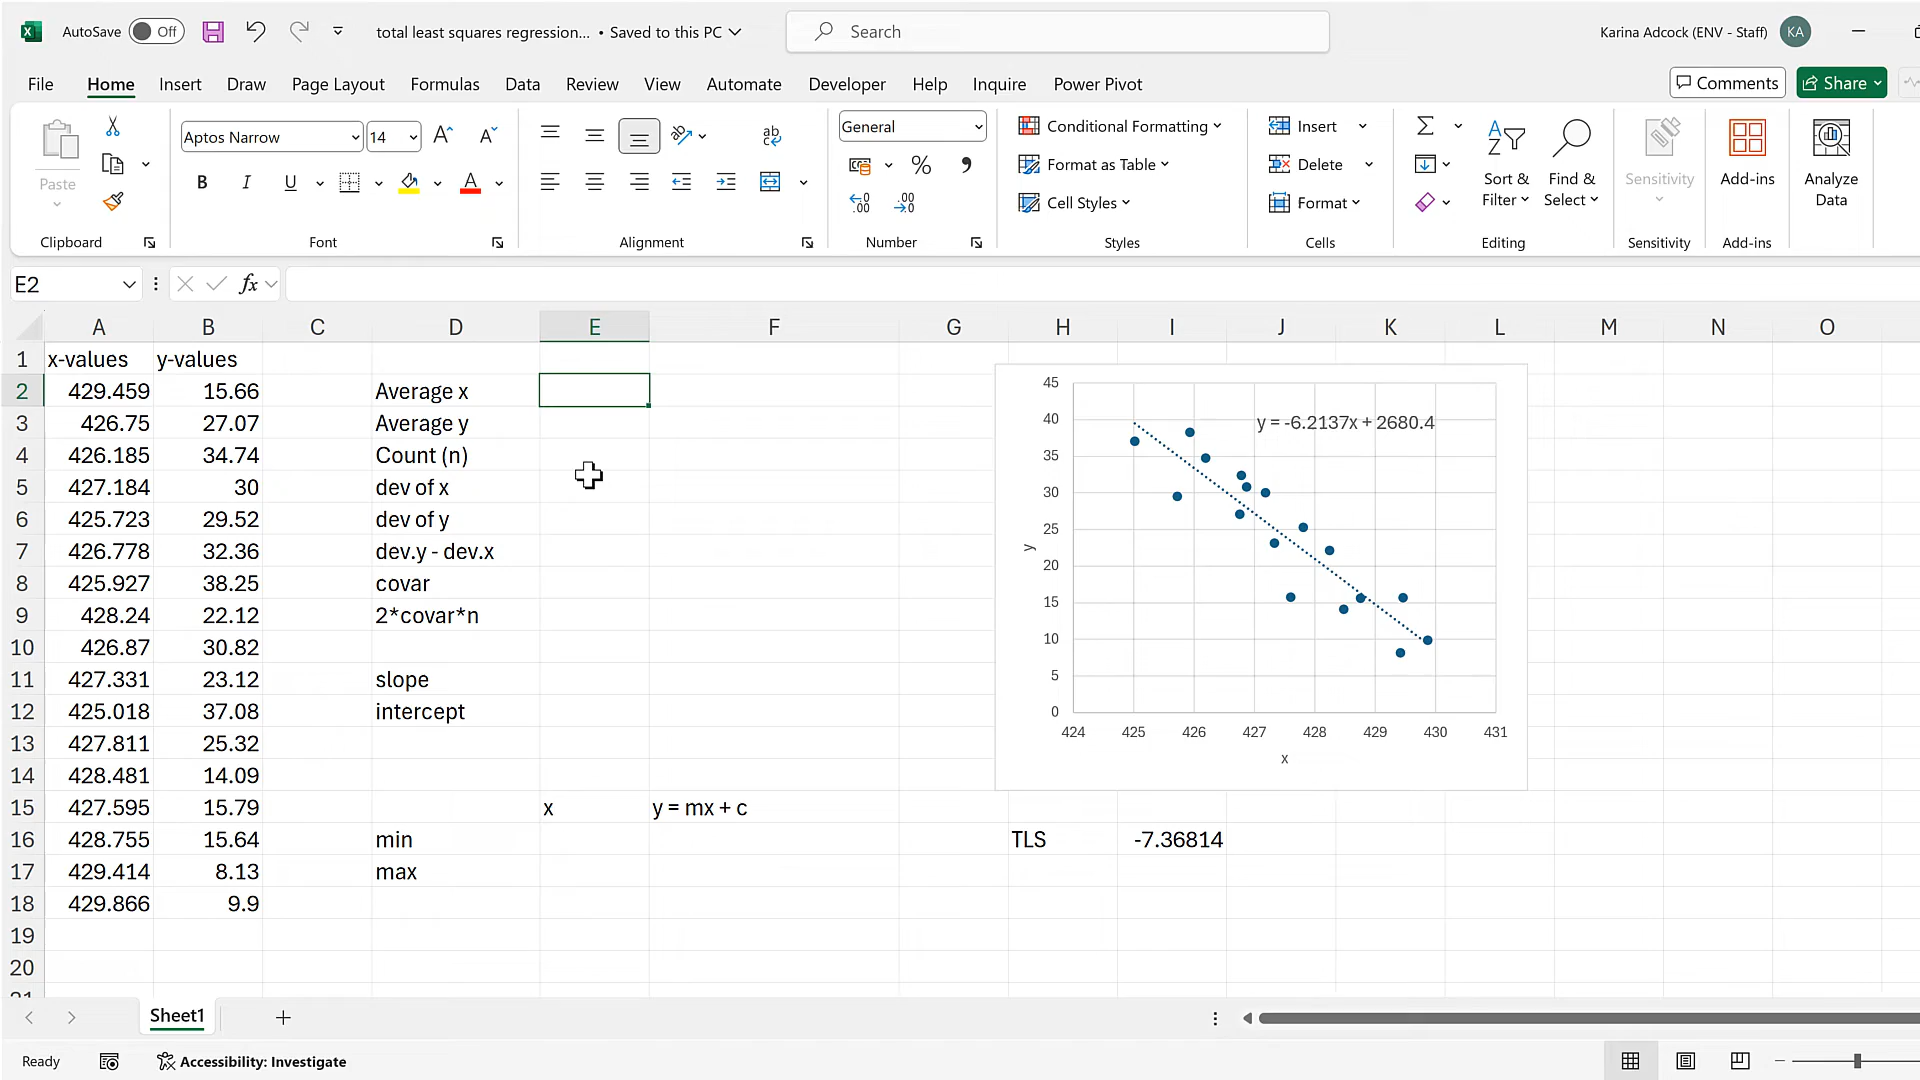 AutoSave Off total least squares regression... • Saved to this PC Search Karina Adcock (ENV - Staff) KA
File Home Insert Draw Page Layout Formulas Data Review View Automate Developer Help Inquire Power Pivot Comments Share
Paste
Clipboard
Aptos Narrow 14
B I U
Font
ab
Alignment
General
% 9
Number
Conditional Formatting
Format as Table
Cell Styles
Styles
Insert
Delete
Format
Cells
Sort & Filter
Find & Select
Editing
Sensitivity
Sensitivity
Add-ins
Add-ins
Analyze Data
E2 fx
A B C D E F G H I J K L M N O
1 x-values y-values
2 429.459 15.66 Average x
3 426.75 27.07 Average y
4 426.185 34.74 Count (n)
5 427.184 30 dev of x
6 425.723 29.52 dev of y
7 426.778 32.36 dev.y - dev.x
8 425.927 38.25 covar
9 428.24 22.12 2*covar*n
10 426.87 30.82
11 427.331 23.12 slope
12 425.018 37.08 intercept
13 427.811 25.32
14 428.481 14.09
15 427.595 15.79 x y = mx + c
16 428.755 15.64 min TLS -7.36814
17 429.414 8.13 max
18 429.866 9.9
19
20
21
45
40
35
30
25
20
15
10
5
0
y
y = -6.2137x + 2680.4
424 425 426 427 428 429 430 431
x
Sheet1
Ready Accessibility: Investigate